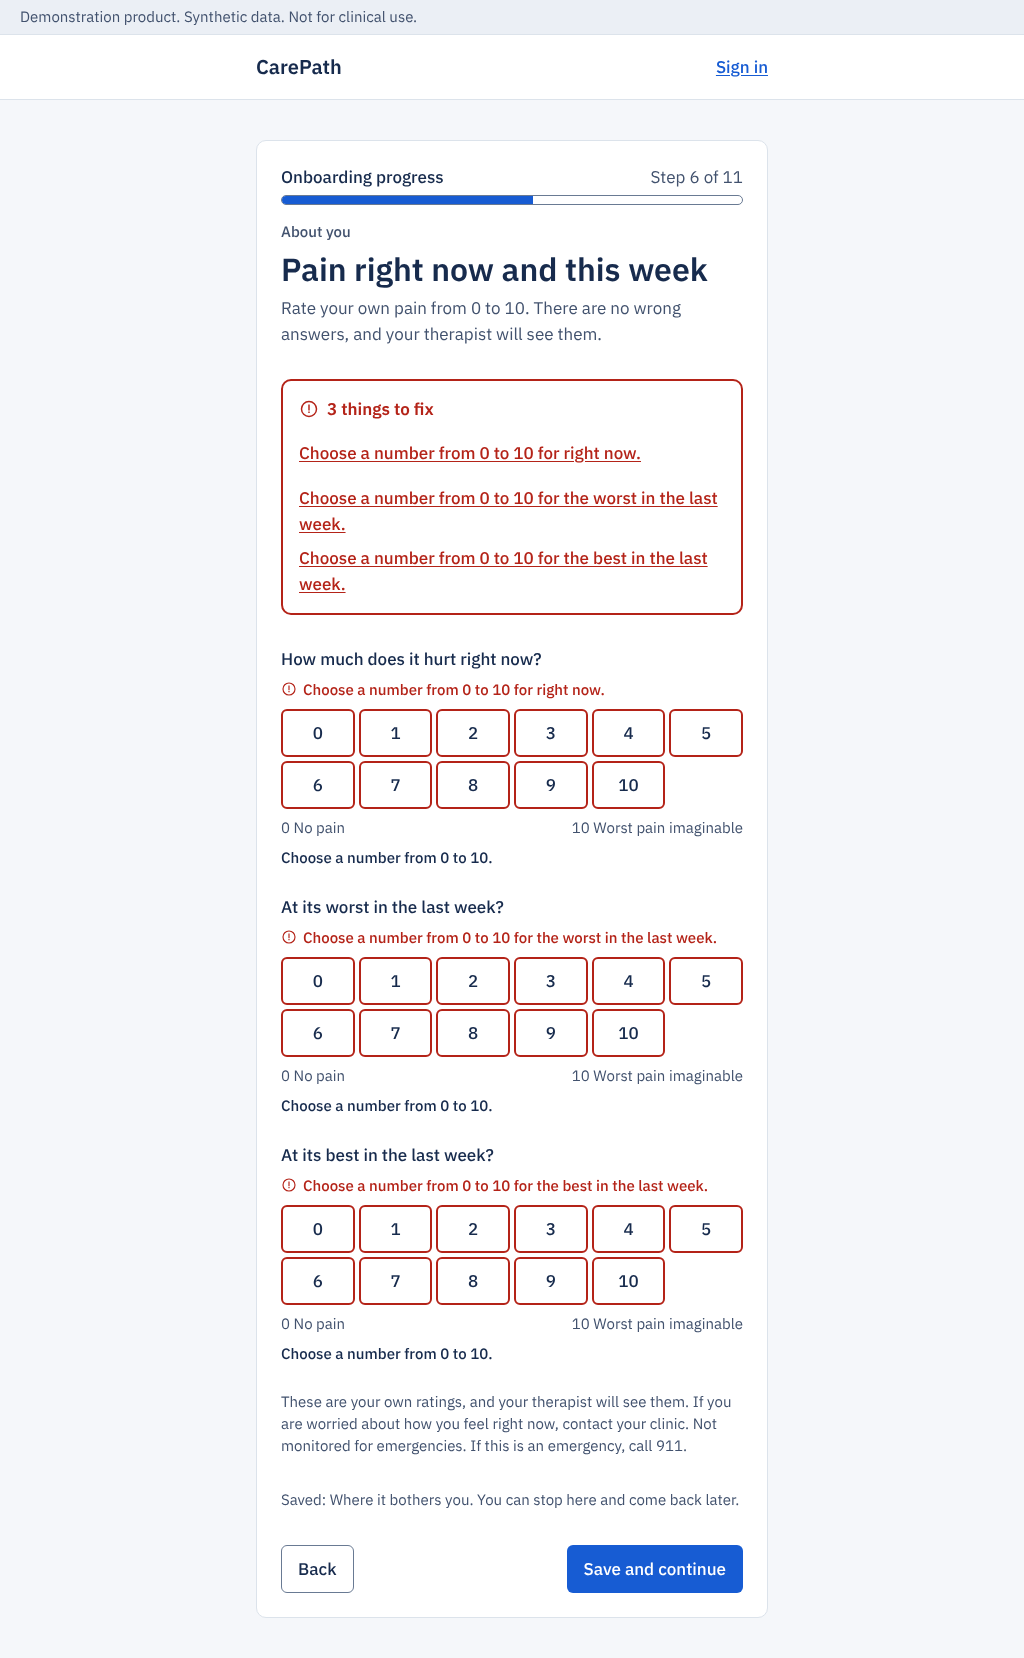 Demonstration product. Synthetic data. Not for clinical use.
CarePath
Sign in
Onboarding progress
Step 6 of 11
About you
Pain right now and this week
Rate your own pain from 0 to 10. There are no wrong
answers, and your therapist will see them.
3 things to fix
Choose a number from 0 to 10 for right now.
Choose a number from 0 to 10 for the worst in the last
week.
Choose a number from 0 to 10 for the best in the last
week.
How much does it hurt right now?
Choose a number from 0 to 10 for right now.
0 1 2 3 4 5
6 7 8 9 10
0 No pain
10 Worst pain imaginable
Choose a number from 0 to 10.
At its worst in the last week?
Choose a number from 0 to 10 for the worst in the last week.
0 1 2 3 4 5
6 7 8 9 10
0 No pain
10 Worst pain imaginable
Choose a number from 0 to 10.
At its best in the last week?
Choose a number from 0 to 10 for the best in the last week.
0 1 2 3 4 5
6 7 8 9 10
0 No pain
10 Worst pain imaginable
Choose a number from 0 to 10.
These are your own ratings, and your therapist will see them. If you
are worried about how you feel right now, contact your clinic. Not
monitored for emergencies. If this is an emergency, call 911.
Saved: Where it bothers you. You can stop here and come back later.
Back
Save and continue